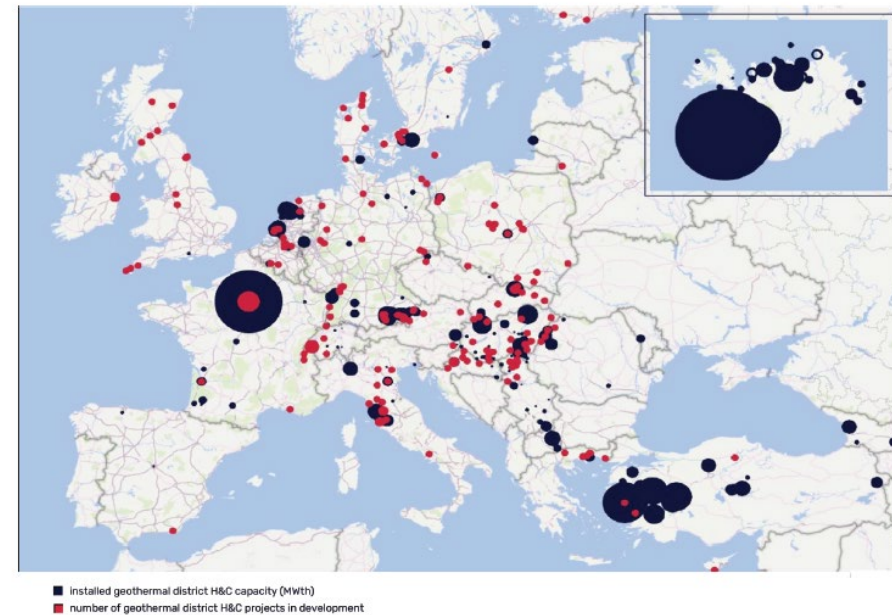 installed geothermal district H&C capacity (MWth)
number of geothermal district H&C projects in development